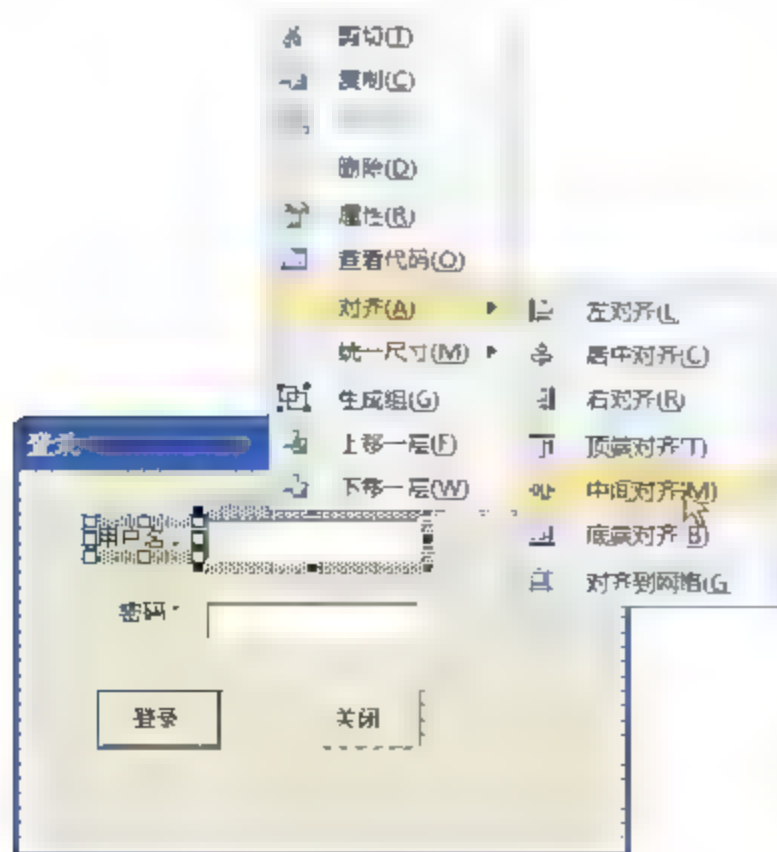 剪切(T)
复制(C)
删除(D)
属性(R)
查看代码(O)
对齐(A)
统一尺寸(M)
生成组(G)
上移一层(F)
下移一层(W)
左对齐(L
居中对齐(C)
右对齐(R)
顶端对齐T)
中间对齐(M)
底端对齐B)
对齐到网格(G
登录
用户名:
密码:
登录
关闭